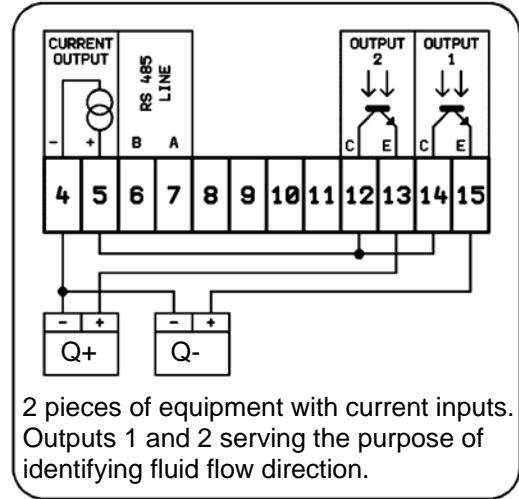 CURRENT OUTPUT
RS 485 LINE
OUTPUT 2
OUTPUT 1
- + B A C E C E
4 5 6 7 8 9 10 11 12 13 14 15
- + - +
Q+ Q-
2 pieces of equipment with current inputs.
Outputs 1 and 2 serving the purpose of
identifying fluid flow direction.